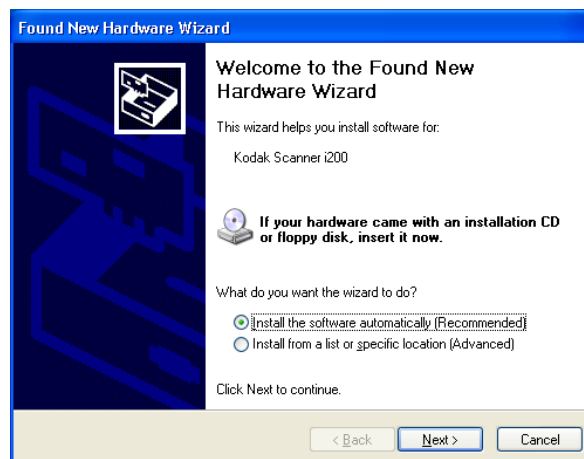 Found New Hardware Wizard
Welcome to the Found New
Hardware Wizard
This wizard helps you install software for:
Kodak Scanner i200
If your hardware came with an installation CD
or floppy disk, insert it now.
What do you want the wizard to do?
Install the software automatically (Recommended)
Install from a list or specific location (Advanced)
Click Next to continue.
< Back
Next >
Cancel